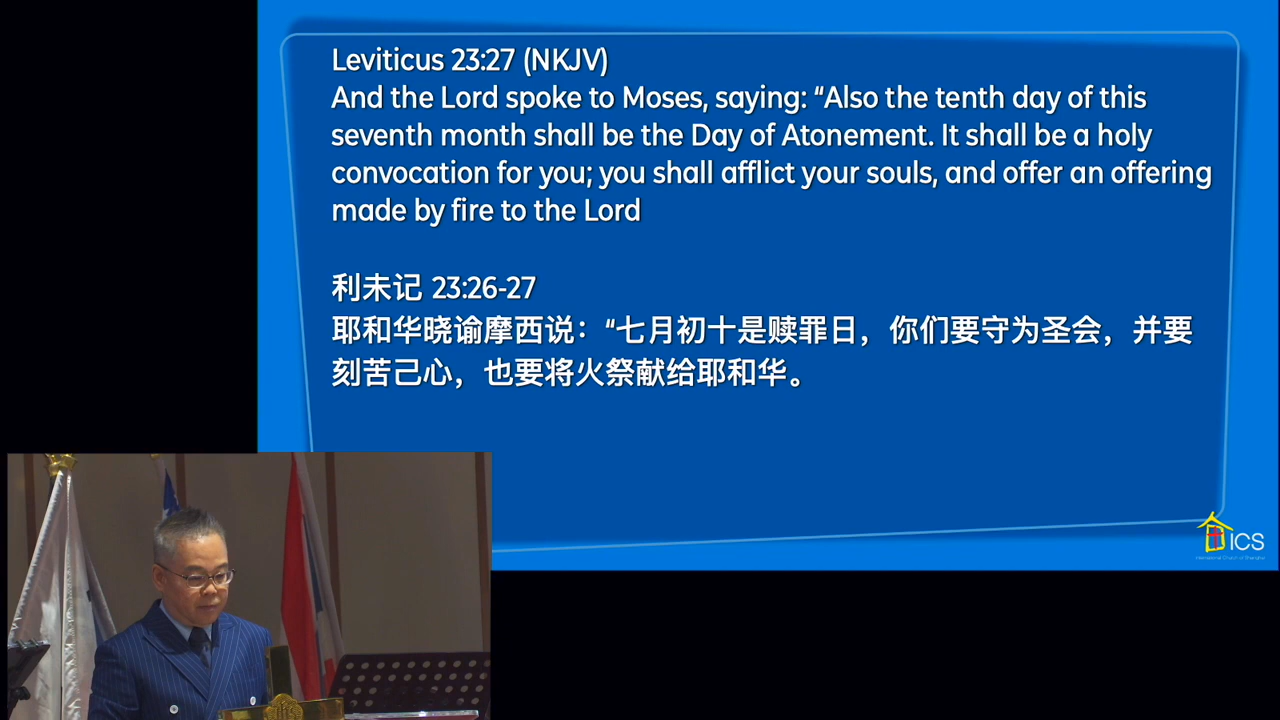 Leviticus 23:27 (NKJV)
And the Lord spoke to Moses, saying: “Also the tenth day of this
seventh month shall be the Day of Atonement. It shall be a holy
convocation for you; you shall afflict your souls, and offer an offering
made by fire to the Lord
利未记 23:26-27
耶和华晓谕摩西说：“七月初十是赎罪日，你们要守为圣会，并要
刻苦己心，也要将火祭献给耶和华。
ICS
International Church of Shanghai